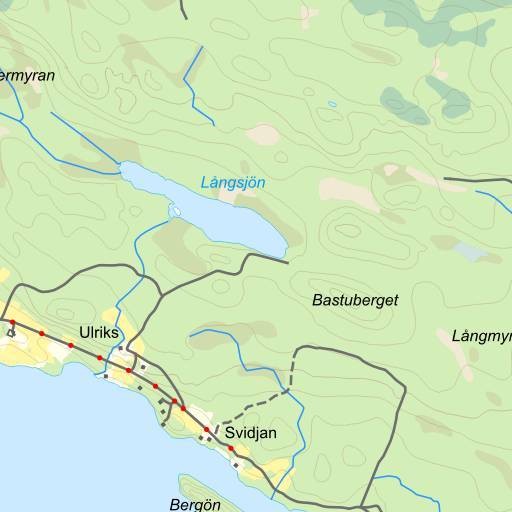 ermyran
Långsjön
Bastuberget
Ulriks
Långmyr
Svidjan
Bergön